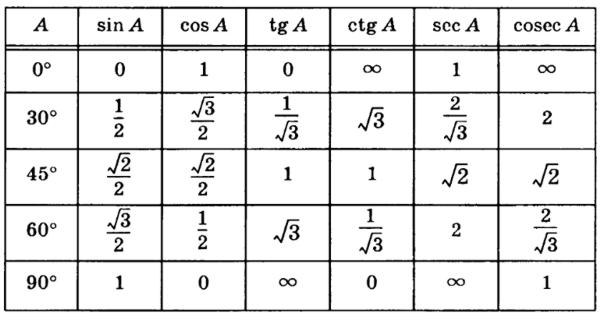 A sin A cos A tg A ctg A scc A cosec A
0° 0 1 0 ∞ 1 ∞
30° 1/2 √3/2 1/√3 √3 2/√3 2
45° √2/2 √2/2 1 1 √2 √2
60° √3/2 1/2 √3 1/√3 2 2/√3
90° 1 0 ∞ 0 ∞ 1